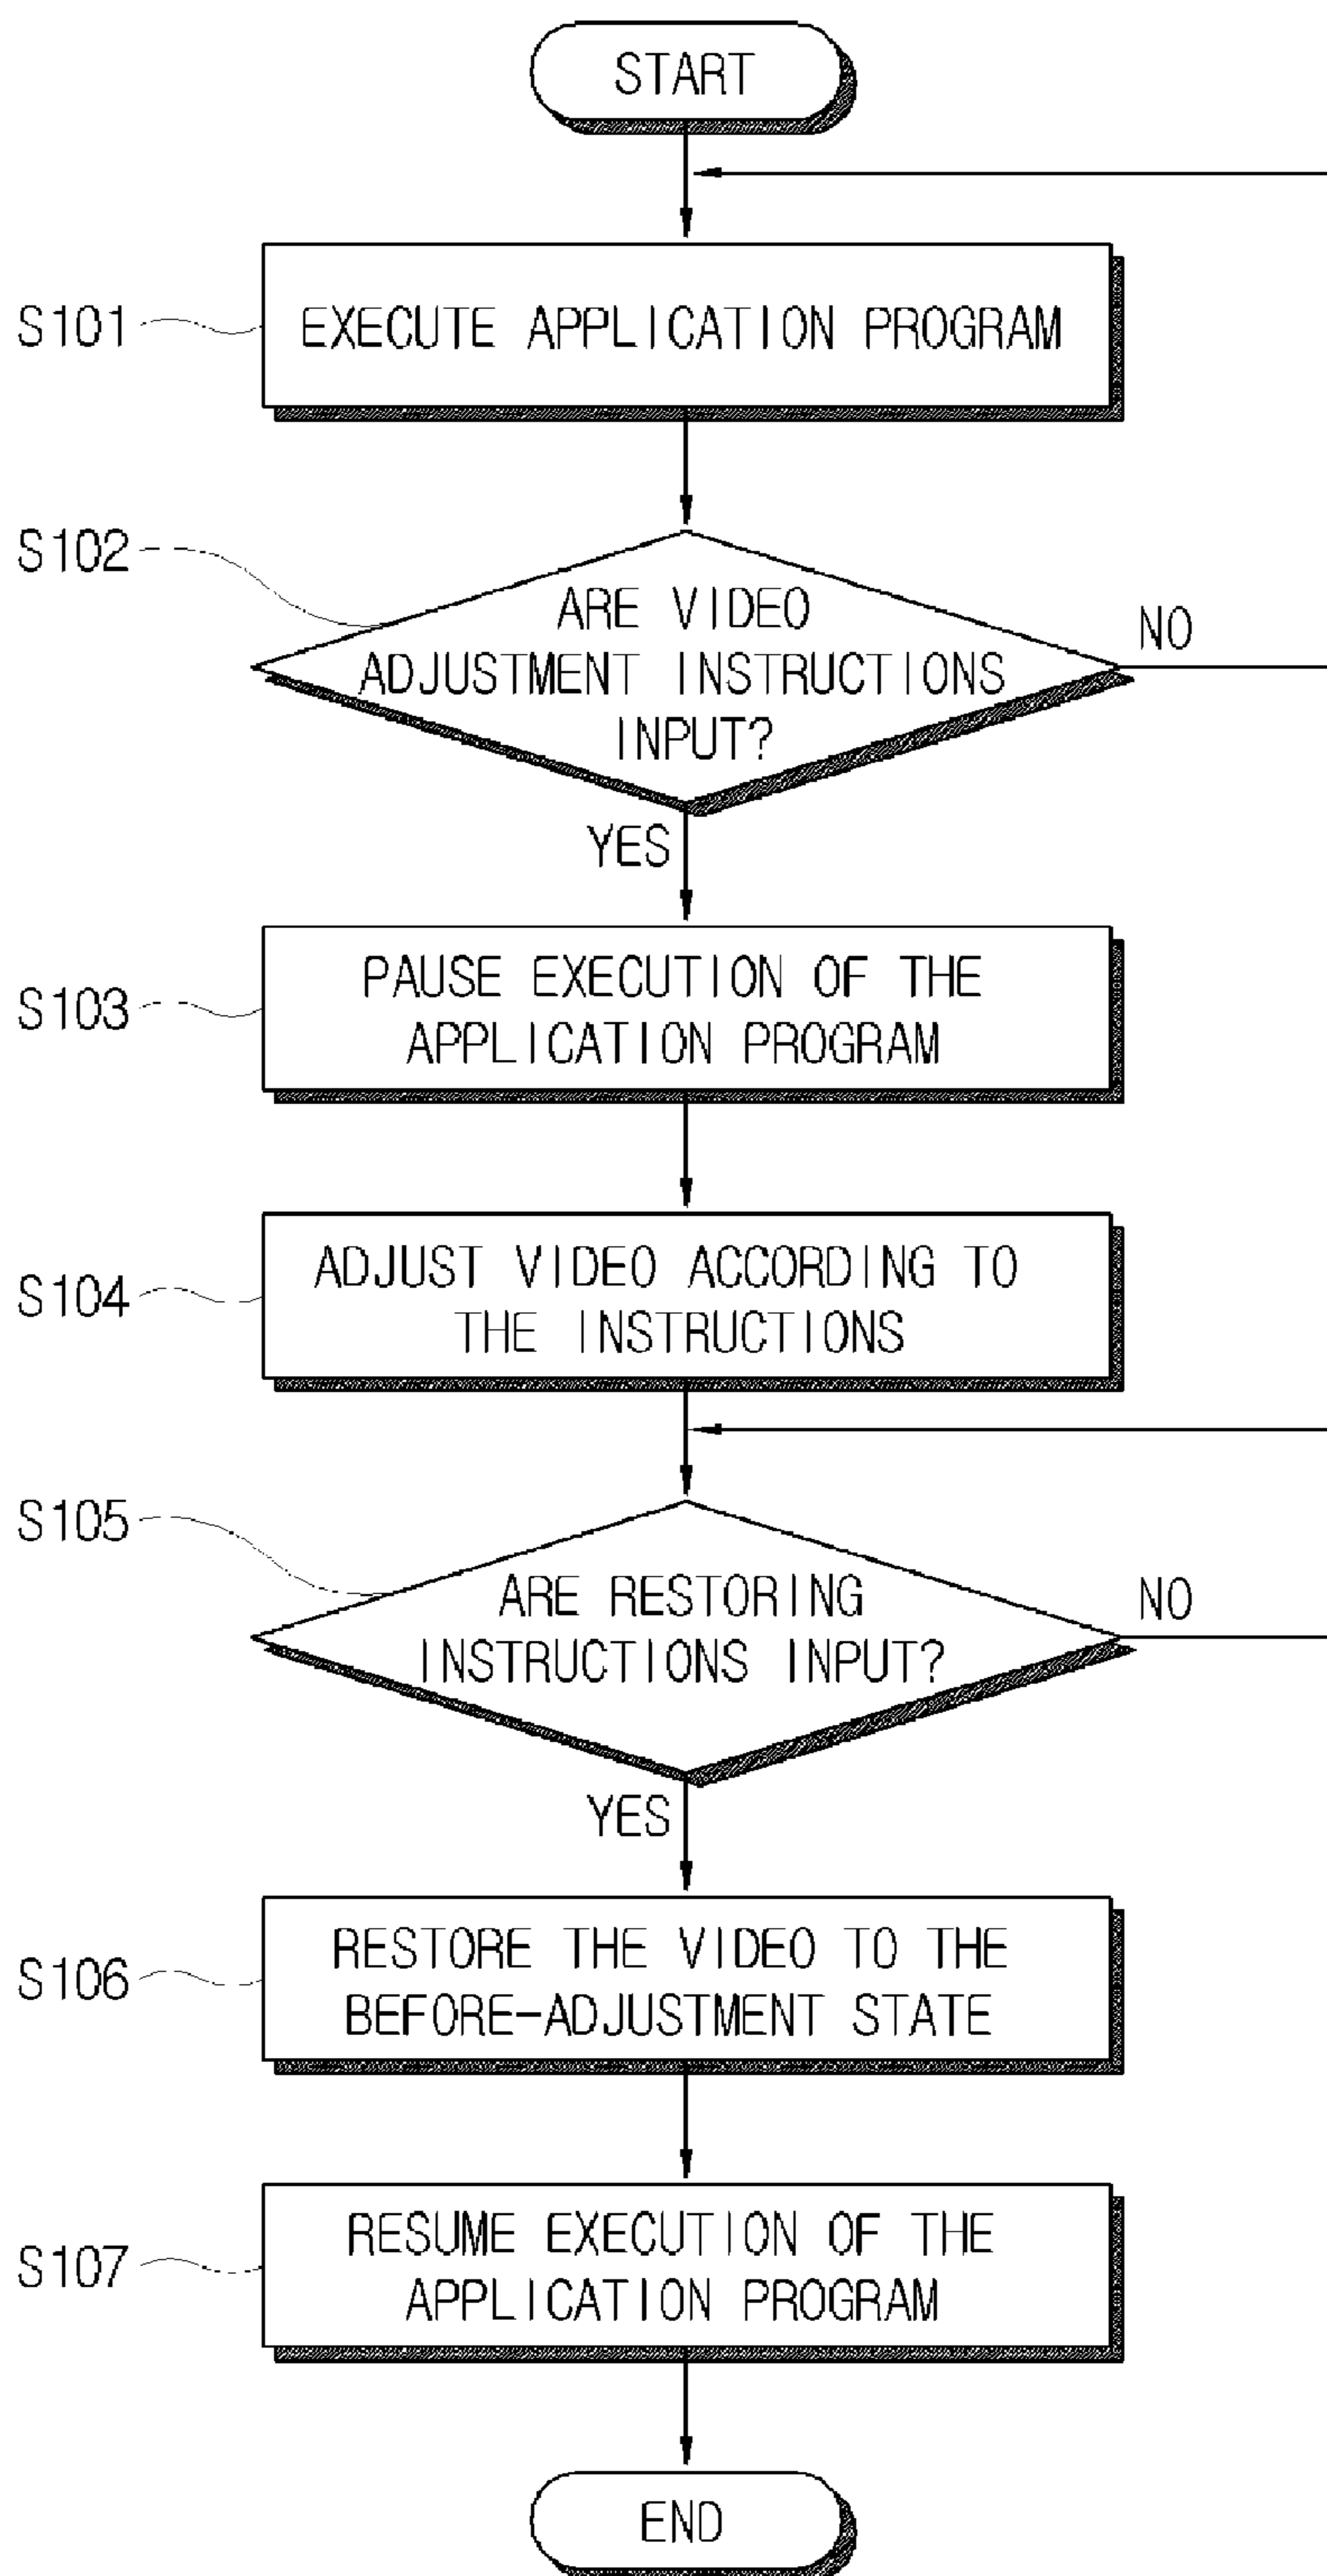 START
S101
EXECUTE APPLICATION PROGRAM
S102
ARE VIDEO
ADJUSTMENT INSTRUCTIONS
INPUT?
NO
YES
S103
PAUSE EXECUTION OF THE
APPLICATION PROGRAM
S104
ADJUST VIDEO ACCORDING TO
THE INSTRUCTIONS
S105
ARE RESTORING
INSTRUCTIONS INPUT?
NO
YES
S106
RESTORE THE VIDEO TO THE
BEFORE-ADJUSTMENT STATE
S107
RESUME EXECUTION OF THE
APPLICATION PROGRAM
END